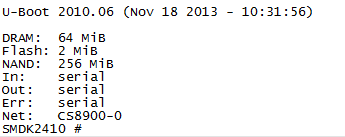 U-Boot 2010.06 (Nov 18 2013 - 10:31:56)
DRAM:  64 MiB
Flash: 2 MiB
NAND:  256 MiB
In:    serial
Out:   serial
Err:   serial
Net:   CS8900-0
SMDK2410 #